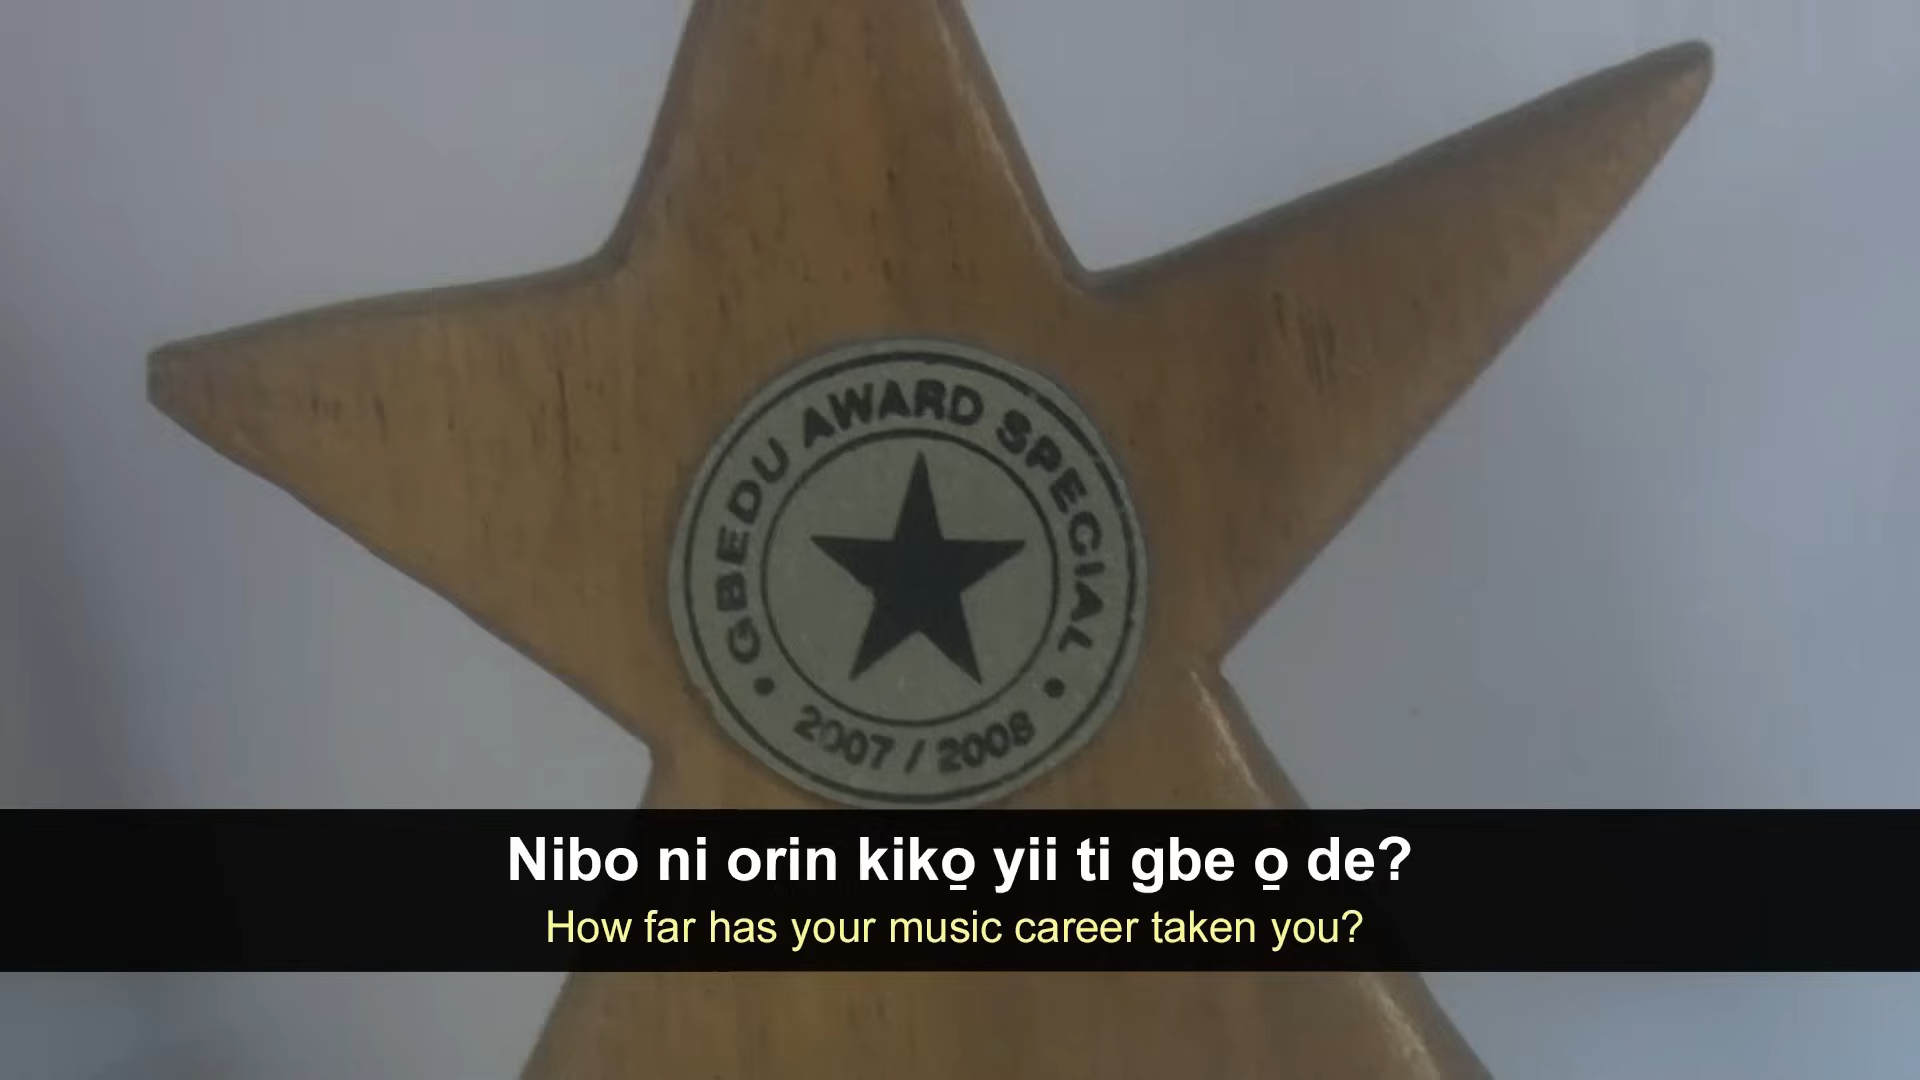 GBEDU AWARD SPECIAL
2007 / 2008
Nibo ni orin kikọ yii ti gbe ọ de?
How far has your music career taken you?